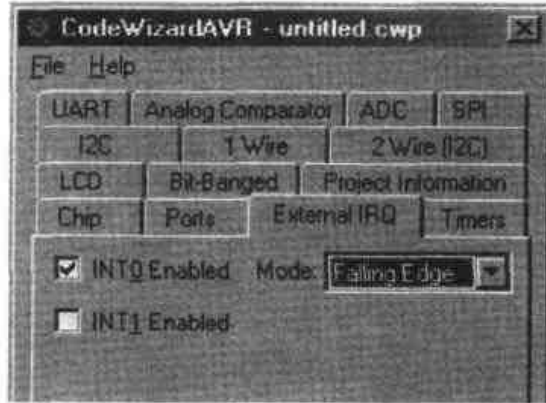 CodeWizardAVR - untitled.cwp
File Help
UART Analog Comparator ADC SPI
I2C 1 Wire 2 Wire (I2C)
LCD Bit-Banged Project Information
Chip Ports External IRQ Timers
INT0 Enabled Mode: Falling Edge
INT1 Enabled